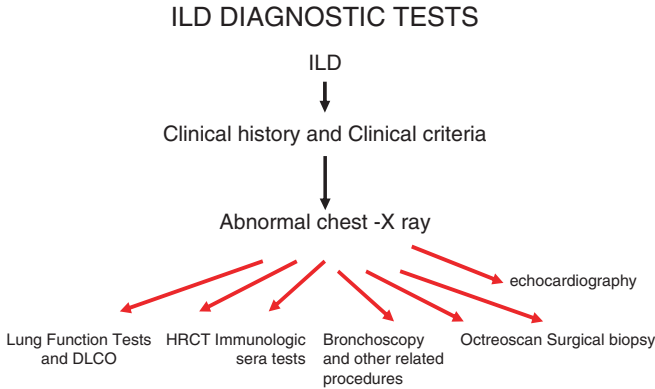 ILD DIAGNOSTIC TESTS
ILD
Clinical history and Clinical criteria
Abnormal chest -X ray
echocardiography
Lung Function Tests
and DLCO
HRCT Immunologic
sera tests
Bronchoscopy
and other related
procedures
Octreoscan Surgical biopsy